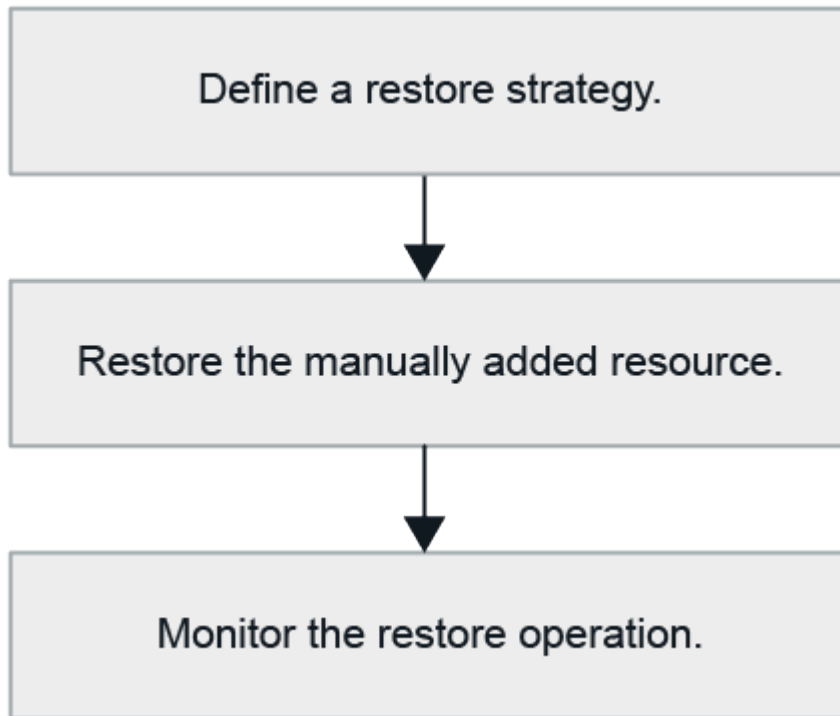 Define a restore strategy.
Restore the manually added resource.
Monitor the restore operation.